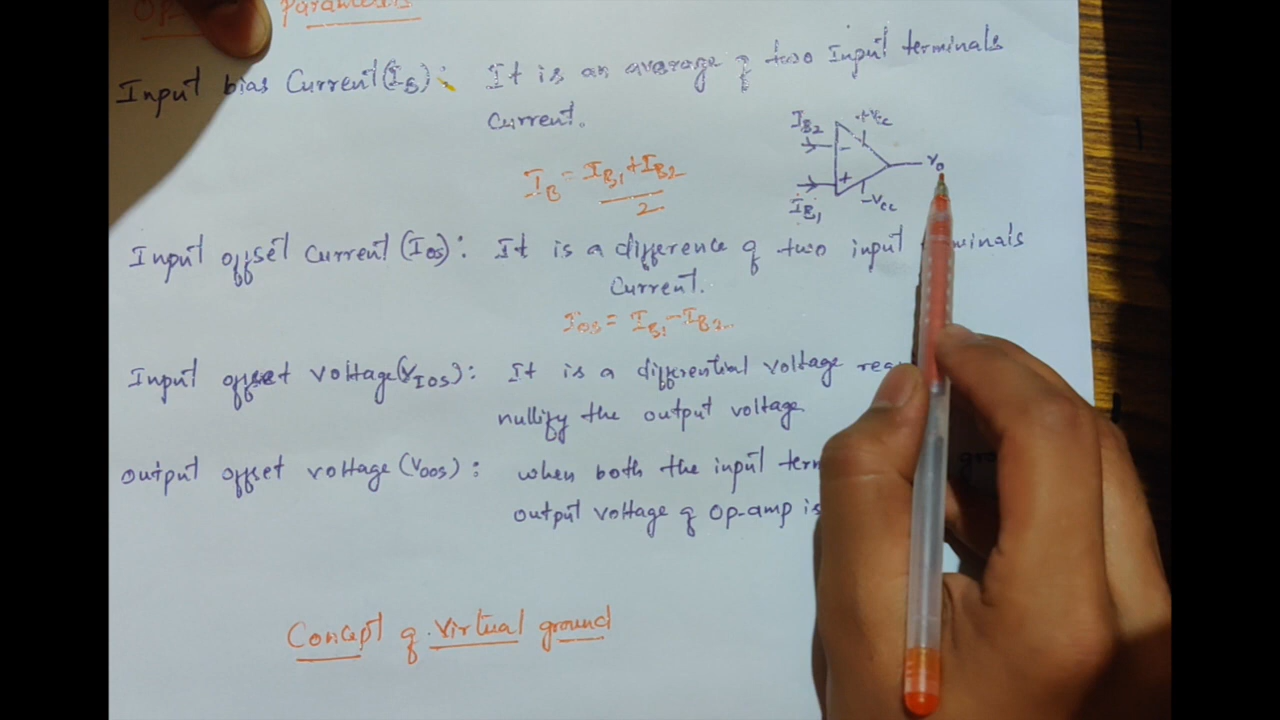 Parameters
Input bias Current (IB): It is an average of two Input terminals
Current.
IB = IB1 + IB2 / 2
IB2 +Vcc
- 
+ Vo
IB1 -Vcc
Input offset Current (Ios): It is a difference of two input
Current.
Ios = IB1 - IB2
Input offset voltage (VIOS): It is a differential voltage
nullify the output voltage
Output offset voltage (VOOS): when both the input
output voltage of op-amp is
Concept of virtual ground